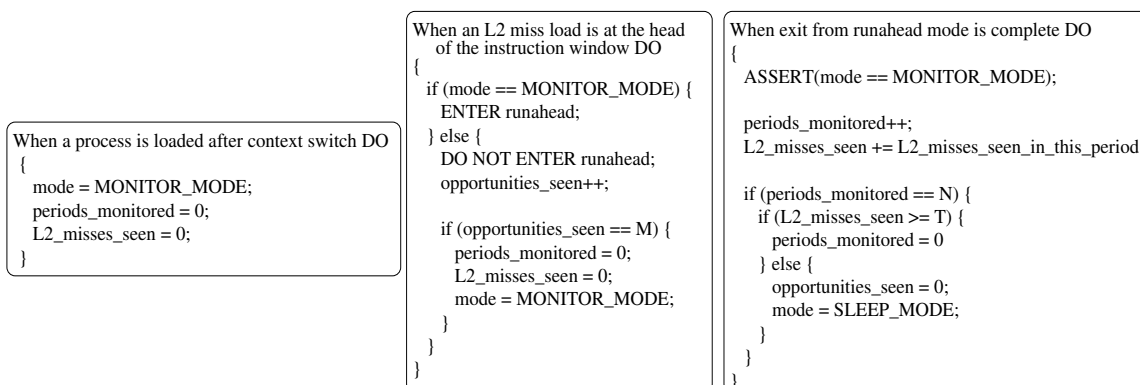 When a process is loaded after context switch DO
{
mode = MONITOR_MODE;
periods_monitored = 0;
L2_misses_seen = 0;
}
When an L2 miss load is at the head
of the instruction window DO
{
if (mode == MONITOR_MODE) {
ENTER runahead;
} else {
DO NOT ENTER runahead;
opportunities_seen++;
if (opportunities_seen == M) {
periods_monitored = 0;
L2_misses_seen = 0;
mode = MONITOR_MODE;
}
}
}
When exit from runahead mode is complete DO
{
ASSERT(mode == MONITOR_MODE);
periods_monitored++;
L2_misses_seen += L2_misses_seen_in_this_period
if (periods_monitored == N) {
if (L2_misses_seen >= T) {
periods_monitored = 0
} else {
opportunities_seen = 0;
mode = SLEEP_MODE;
}
}
}